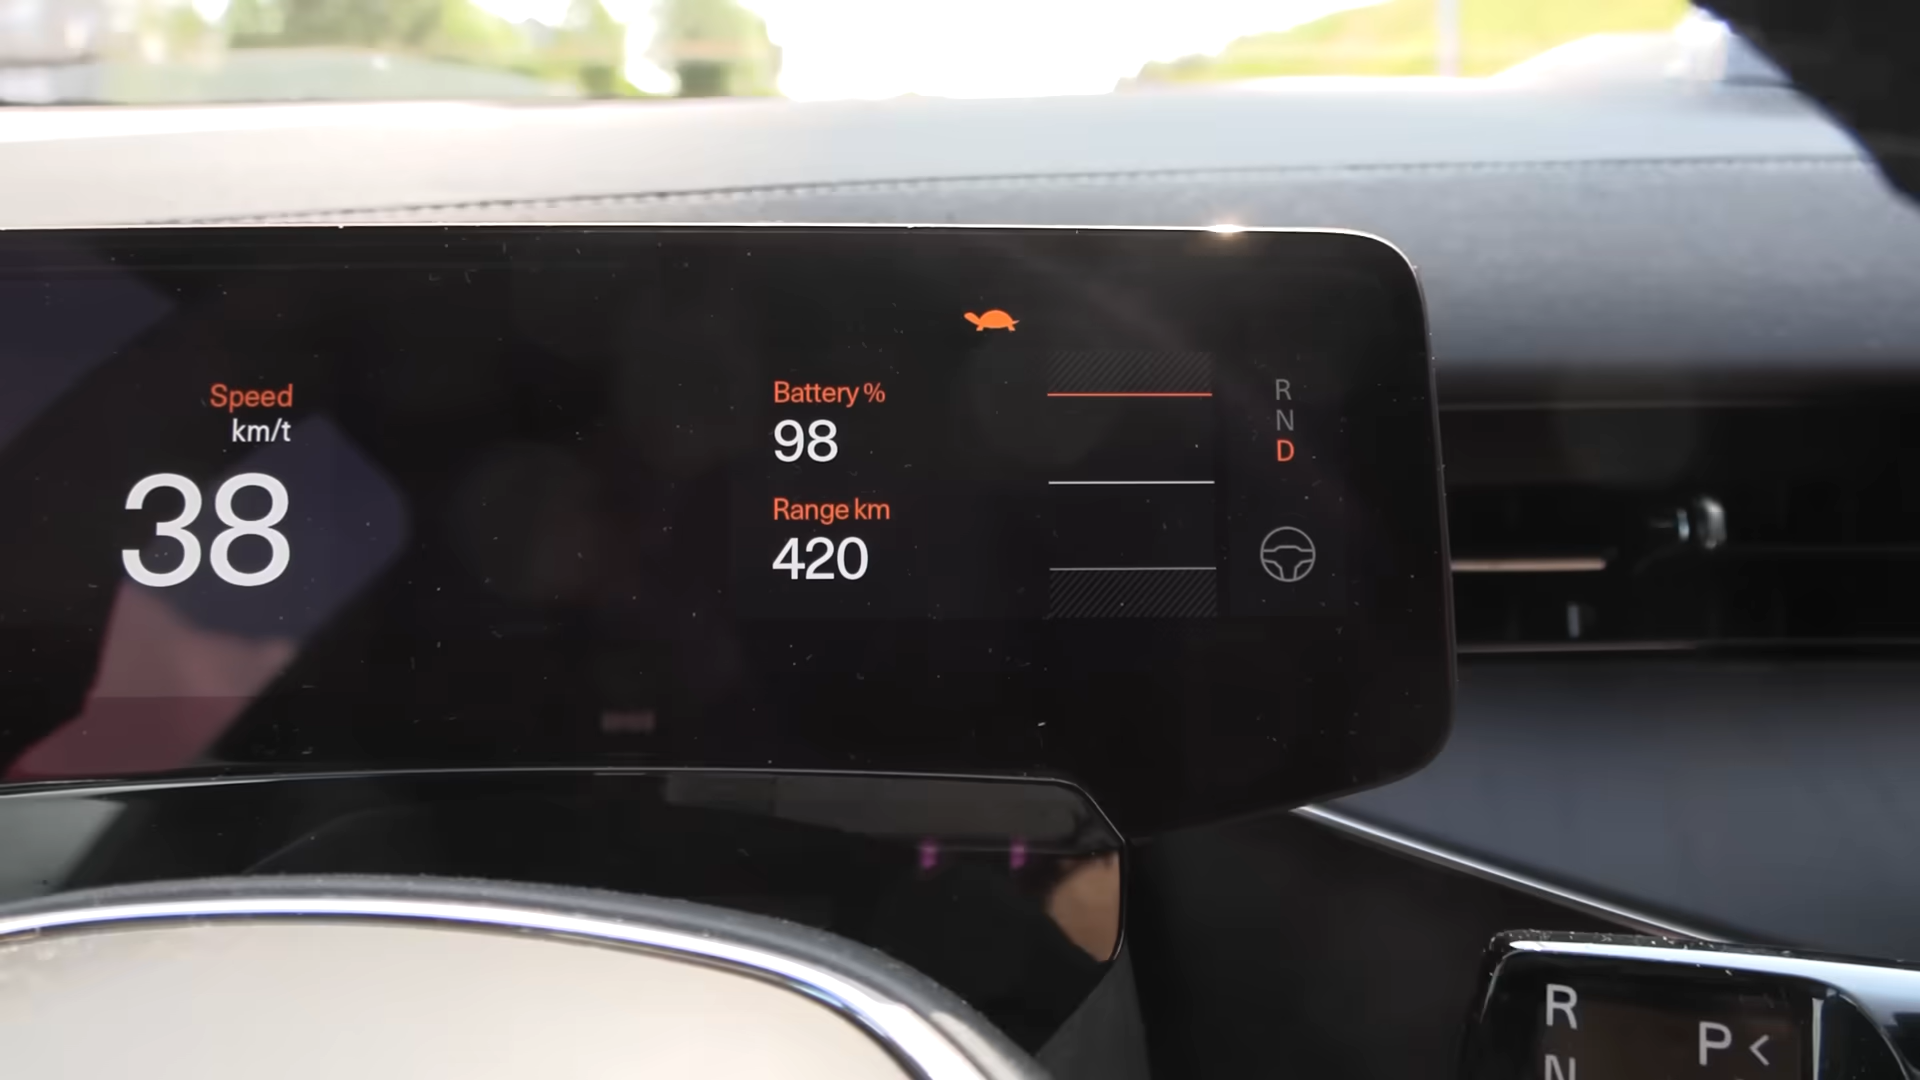 Speed
km/t
38
Battery %
98
Range km
420
R
N
D
R
N
P <